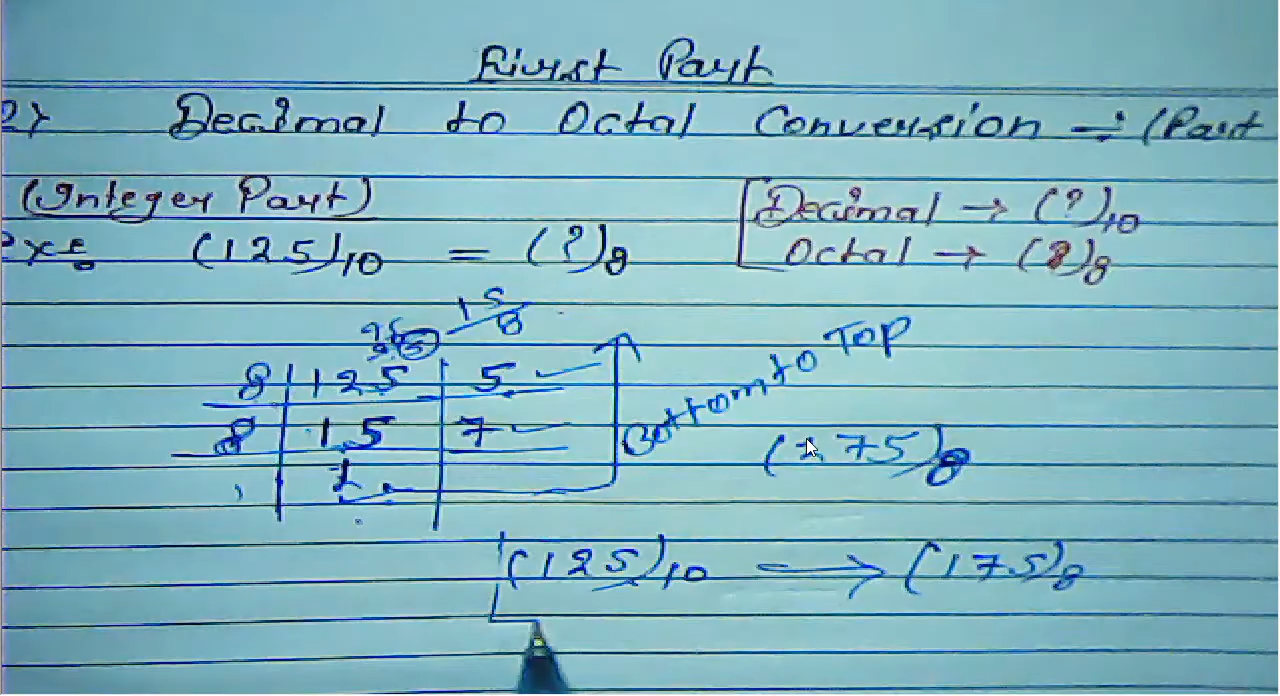 First Part
2) Decimal to Octal Conversion → (Part
(Integer Part)
Decimal → (?)10
Ex: (125)10 = (?)8
Octal → (?)8
15/8
8 | 125 | 5
8 | 15 | 7
1
Bottom to Top
(175)8
(125)10 → (175)8